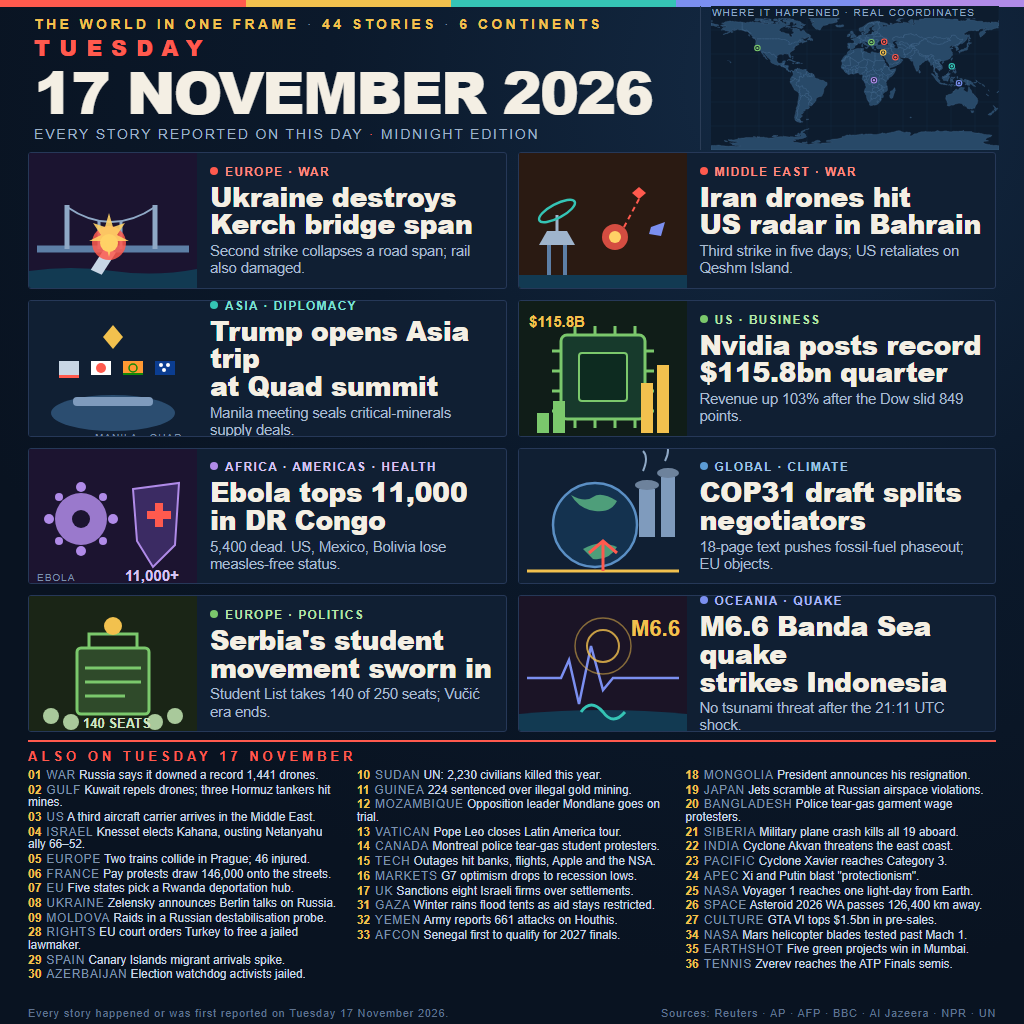 THE WORLD IN ONE FRAME · 44 STORIES · 6 CONTINENTS
TUESDAY
17 NOVEMBER 2026
EVERY STORY REPORTED ON THIS DAY · MIDNIGHT EDITION
WHERE IT HAPPENED · REAL COORDINATES
EUROPE · WAR
Ukraine destroys
Kerch bridge span
Second strike collapses a road span; rail
also damaged.
MIDDLE EAST · WAR
Iran drones hit
US radar in Bahrain
Third strike in five days; US retaliates on
Qeshm Island.
ASIA · DIPLOMACY
Trump opens Asia
trip
at Quad summit
Manila meeting seals critical-minerals
supply deals.
$115.8B
US · BUSINESS
Nvidia posts record
$115.8bn quarter
Revenue up 103% after the Dow slid 849
points.
EBOLA
11,000+
AFRICA · AMERICAS · HEALTH
Ebola tops 11,000
in DR Congo
5,400 dead. US, Mexico, Bolivia lose
measles-free status.
GLOBAL · CLIMATE
COP31 draft splits
negotiators
18-page text pushes fossil-fuel phaseout;
EU objects.
140 SEATS
EUROPE · POLITICS
Serbia's student
movement sworn in
Student List takes 140 of 250 seats; Vučić
era ends.
M6.6
OCEANIA · QUAKE
M6.6 Banda Sea
quake
strikes Indonesia
No tsunami threat after the 21:11 UTC
shock.
ALSO ON TUESDAY 17 NOVEMBER
01 WAR Russia says it downed a record 1,441 drones.
02 GULF Kuwait repels drones; three Hormuz tankers hit
mines.
03 US A third aircraft carrier arrives in the Middle East.
04 ISRAEL Knesset elects Kahana, ousting Netanyahu
ally 66–52.
05 EUROPE Two trains collide in Prague; 46 injured.
06 FRANCE Pay protests draw 146,000 onto the streets.
07 EU Five states pick a Rwanda deportation hub.
08 UKRAINE Zelensky announces Berlin talks on Russia.
09 MOLDOVA Raids in a Russian destabilisation probe.
28 RIGHTS EU court orders Turkey to free a jailed
lawmaker.
29 SPAIN Canary Islands migrant arrivals spike.
30 AZERBAIJAN Election watchdog activists jailed.
10 SUDAN UN: 2,230 civilians killed this year.
11 GUINEA 224 sentenced over illegal gold mining.
12 MOZAMBIQUE Opposition leader Mondlane goes on
trial.
13 VATICAN Pope Leo closes Latin America tour.
14 CANADA Montreal police tear-gas student protesters.
15 TECH Outages hit banks, flights, Apple and the NSA.
16 MARKETS G7 optimism drops to recession lows.
17 UK Sanctions eight Israeli firms over settlements.
31 GAZA Winter rains flood tents as aid stays restricted.
32 YEMEN Army reports 661 attacks on Houthis.
33 AFCON Senegal first to qualify for 2027 finals.
18 MONGOLIA President announces his resignation.
19 JAPAN Jets scramble at Russian airspace violations.
20 BANGLADESH Police tear-gas garment wage
protesters.
21 SIBERIA Military plane crash kills all 19 aboard.
22 INDIA Cyclone Akvan threatens the east coast.
23 PACIFIC Cyclone Xavier reaches Category 3.
24 APEC Xi and Putin blast "protectionism".
25 NASA Voyager 1 reaches one light-day from Earth.
26 SPACE Asteroid 2026 WA passes 126,400 km away.
27 CULTURE GTA VI tops $1.5bn in pre-sales.
34 NASA Mars helicopter blades tested past Mach 1.
35 EARTHSHOT Five green projects win in Mumbai.
36 TENNIS Zverev reaches the ATP Finals semis.
Every story happened or was first reported on Tuesday 17 November 2026.
Sources: Reuters · AP · AFP · BBC · Al Jazeera · NPR · UN